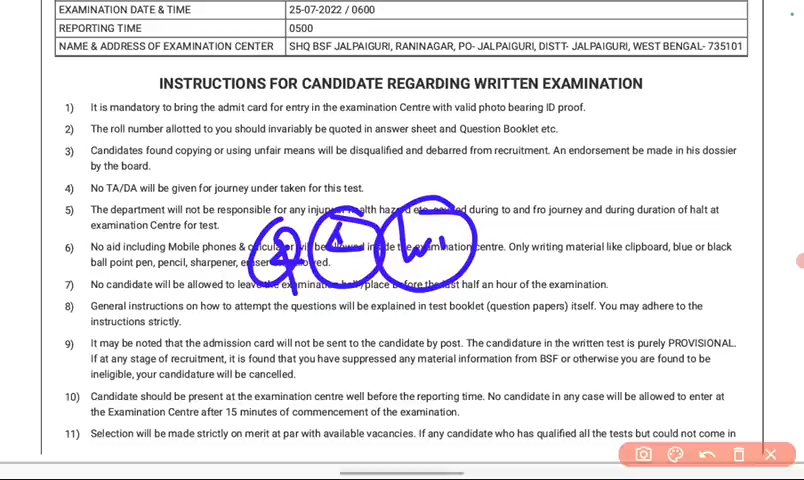 EXAMINATION DATE & TIME 25-07-2022 / 0600
REPORTING TIME 0500
NAME & ADDRESS OF EXAMINATION CENTER SHQ BSF JALPAIGURI, RANINAGAR, PO- JALPAIGURI, DISTT- JALPAIGURI, WEST BENGAL- 735101
INSTRUCTIONS FOR CANDIDATE REGARDING WRITTEN EXAMINATION
1) It is mandatory to bring the admit card for entry in the examination Centre with valid photo bearing ID proof.
2) The roll number allotted to you should invariably be quoted in answer sheet and Question Booklet etc.
3) Candidates found copying or using unfair means will be disqualified and debarred from recruitment. An endorsement be made in his dossier
by the board.
4) No TA/DA will be given for journey under taken for this test.
5) The department will not be responsible for any injury health hazard etc. during to and fro journey and during duration of halt at
examination Centre for test.
6) No aid including Mobile phones & calculator will be allowed inside the examination centre. Only writing material like clipboard, blue or black
ball point pen, pencil, sharpener, eraser allowed.
7) No candidate will be allowed to leave the examination hall/place before the last half an hour of the examination.
8) General instructions on how to attempt the questions will be explained in test booklet (question papers) itself. You may adhere to the
instructions strictly.
9) It may be noted that the admission card will not be sent to the candidate by post. The candidature in the written test is purely PROVISIONAL.
If at any stage of recruitment, it is found that you have suppressed any material information from BSF or otherwise you are found to be
ineligible, your candidature will be cancelled.
10) Candidate should be present at the examination centre well before the reporting time. No candidate in any case will be allowed to enter at
the Examination Centre after 15 minutes of commencement of the examination.
11) Selection will be made strictly on merit at par with available vacancies. If any candidate who has qualified all the tests but could not come in